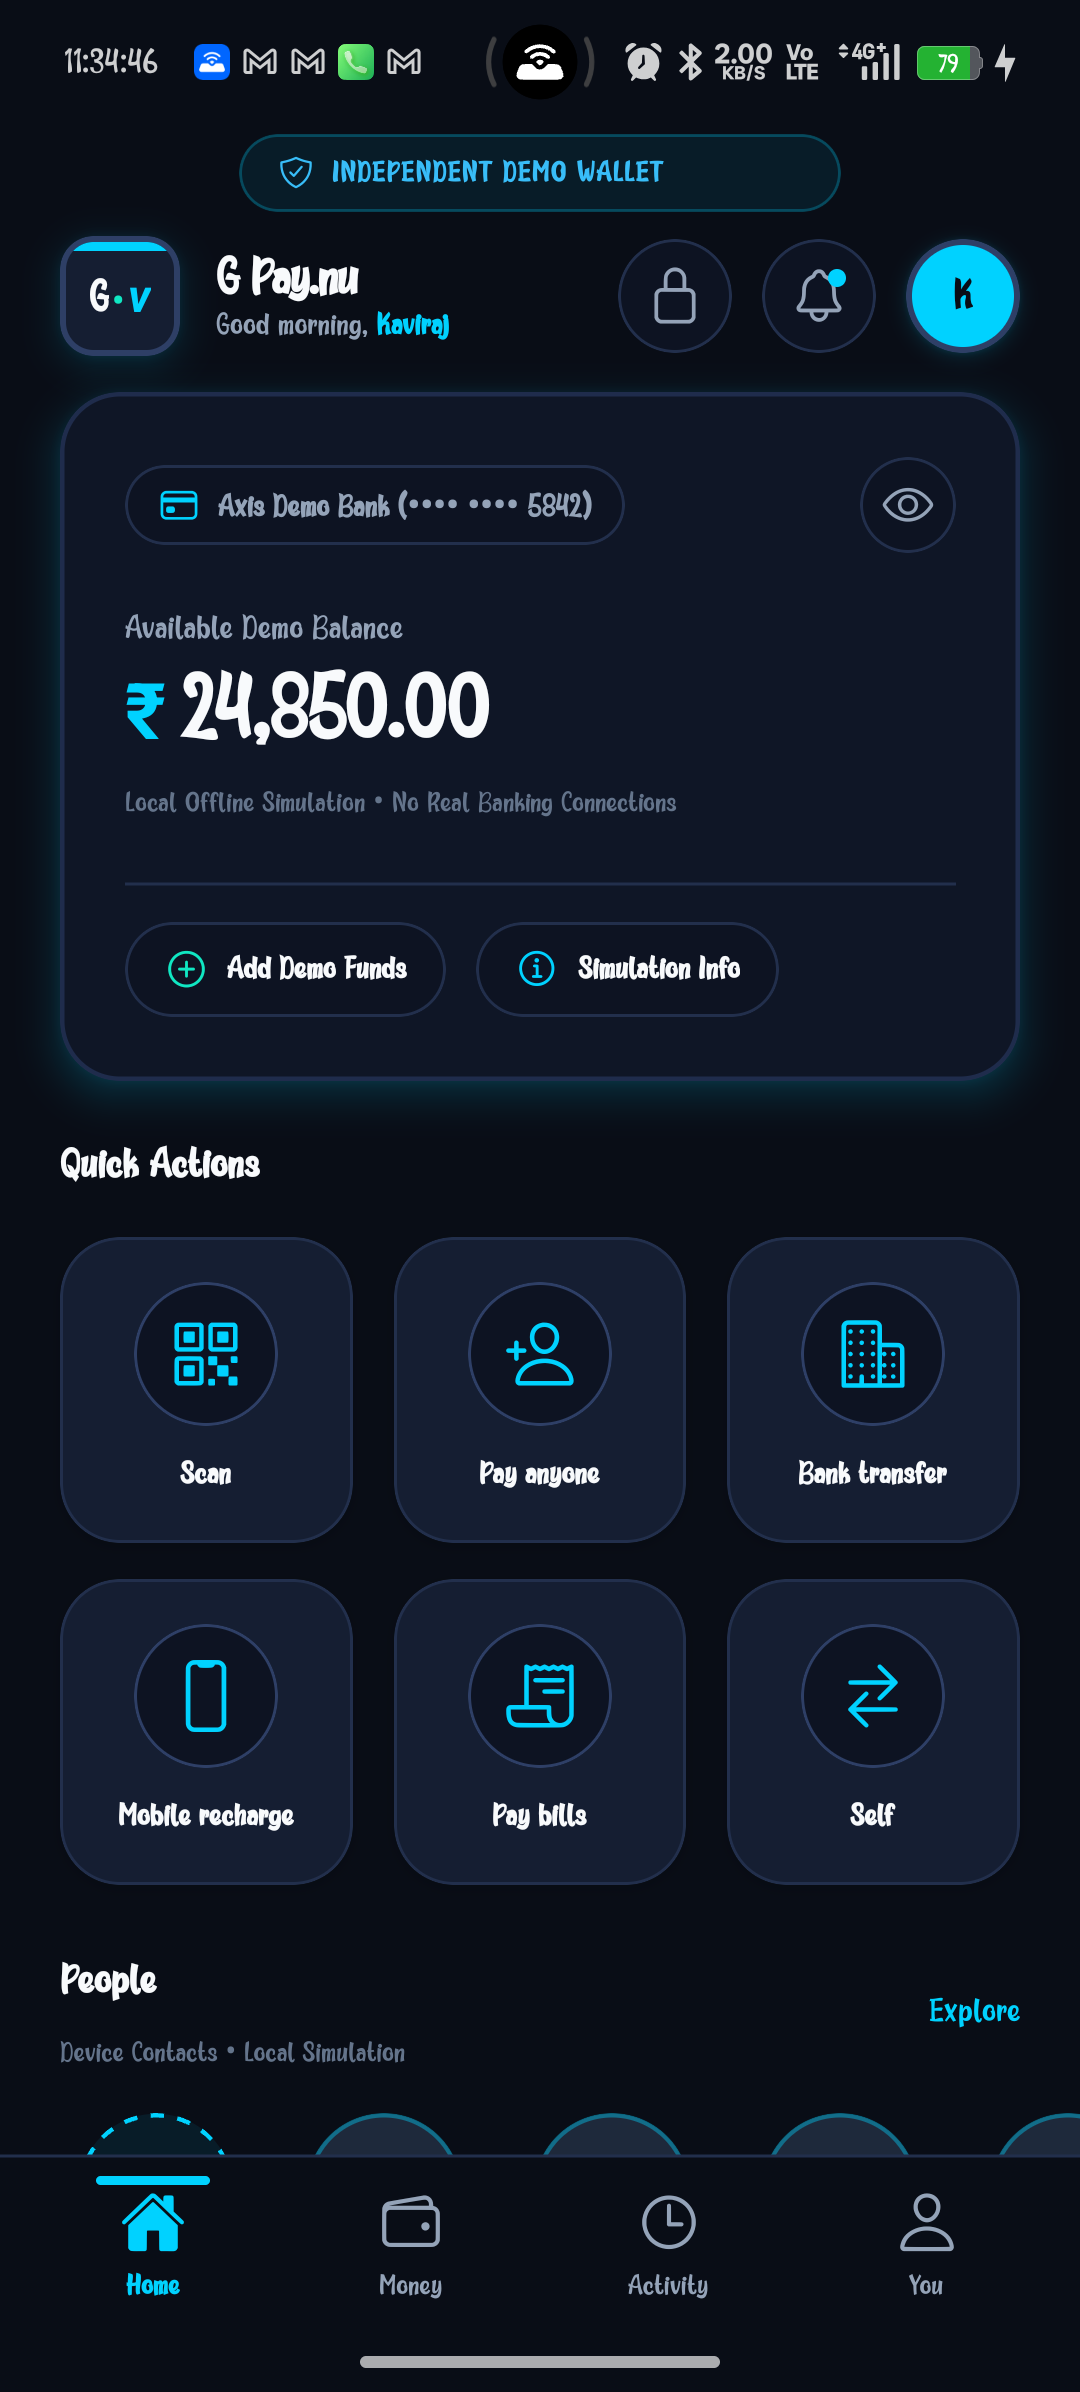 11:34:46
2.00 KB/S
Vo LTE
4G+
79
INDEPENDENT DEMO WALLET
G·v
G Pay.nu
Good morning, Kaviraj
K
Axis Demo Bank (•••• •••• 5842)
Available Demo Balance
₹ 24,850.00
Local Offline Simulation • No Real Banking Connections
Add Demo Funds
Simulation Info
Quick Actions
Scan
Pay anyone
Bank transfer
Mobile recharge
Pay bills
Self
People
Explore
Device Contacts • Local Simulation
Home
Money
Activity
You